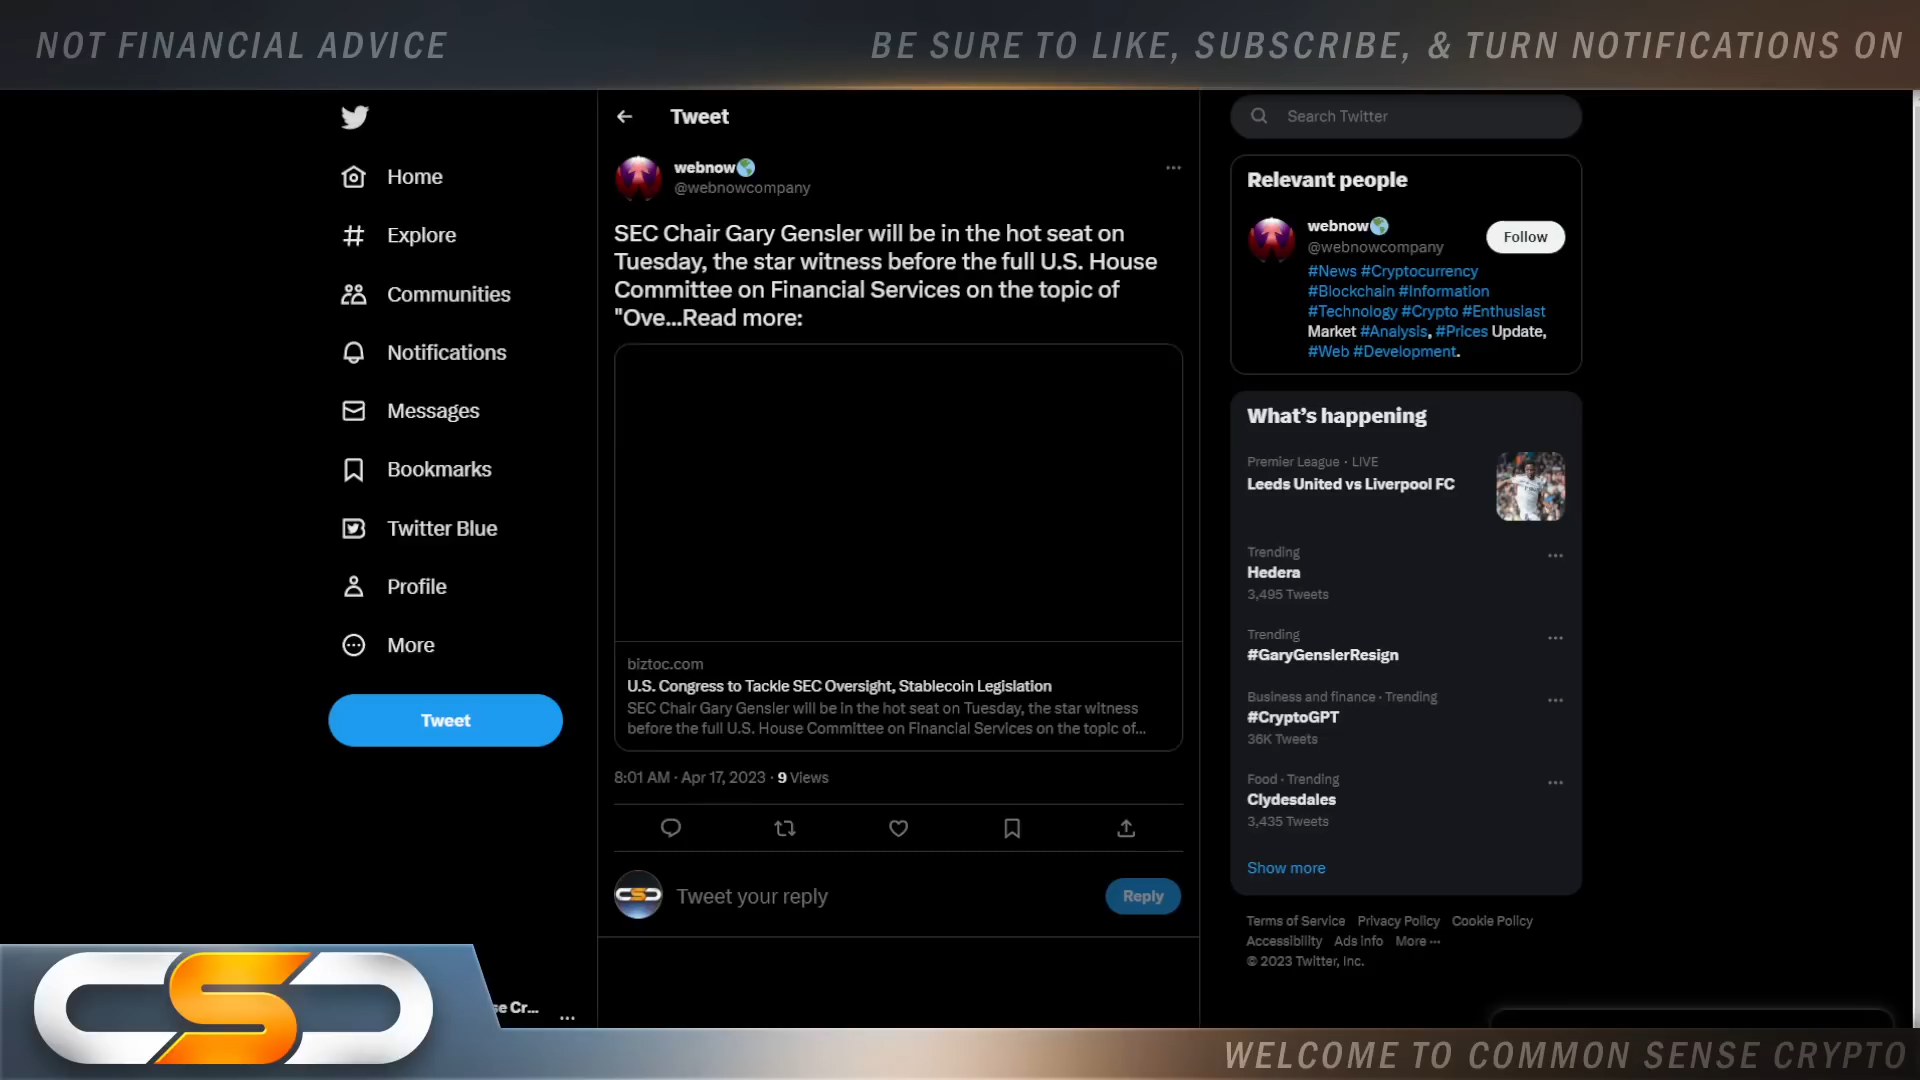 NOT FINANCIAL ADVICE
BE SURE TO LIKE, SUBSCRIBE, & TURN NOTIFICATIONS ON
Home
Explore
Communities
Notifications
Messages
Bookmarks
Twitter Blue
Profile
More
Tweet
se Cr...
Tweet
webnow
@webnowcompany
SEC Chair Gary Gensler will be in the hot seat on
Tuesday, the star witness before the full U.S. House
Committee on Financial Services on the topic of
"Ove...Read more:
biztoc.com
U.S. Congress to Tackle SEC Oversight, Stablecoin Legislation
SEC Chair Gary Gensler will be in the hot seat on Tuesday, the star witness
before the full U.S. House Committee on Financial Services on the topic of...
8:01 AM · Apr 17, 2023 · 9 Views
CSC
Tweet your reply
Reply
Search Twitter
Relevant people
webnow
@webnowcompany
Follow
#News #Cryptocurrency
#Blockchain #Information
#Technology #Crypto #Enthusiast
Market #Analysis, #Prices Update,
#Web #Development.
What's happening
Premier League · LIVE
Leeds United vs Liverpool FC
Trending
Hedera
3,495 Tweets
Trending
#GaryGenslerResign
Business and finance · Trending
#CryptoGPT
36K Tweets
Food · Trending
Clydesdales
3,435 Tweets
Show more
Terms of Service Privacy Policy Cookie Policy
Accessibility Ads info More ...
© 2023 Twitter, Inc.
CSC
WELCOME TO COMMON SENSE CRYPTO